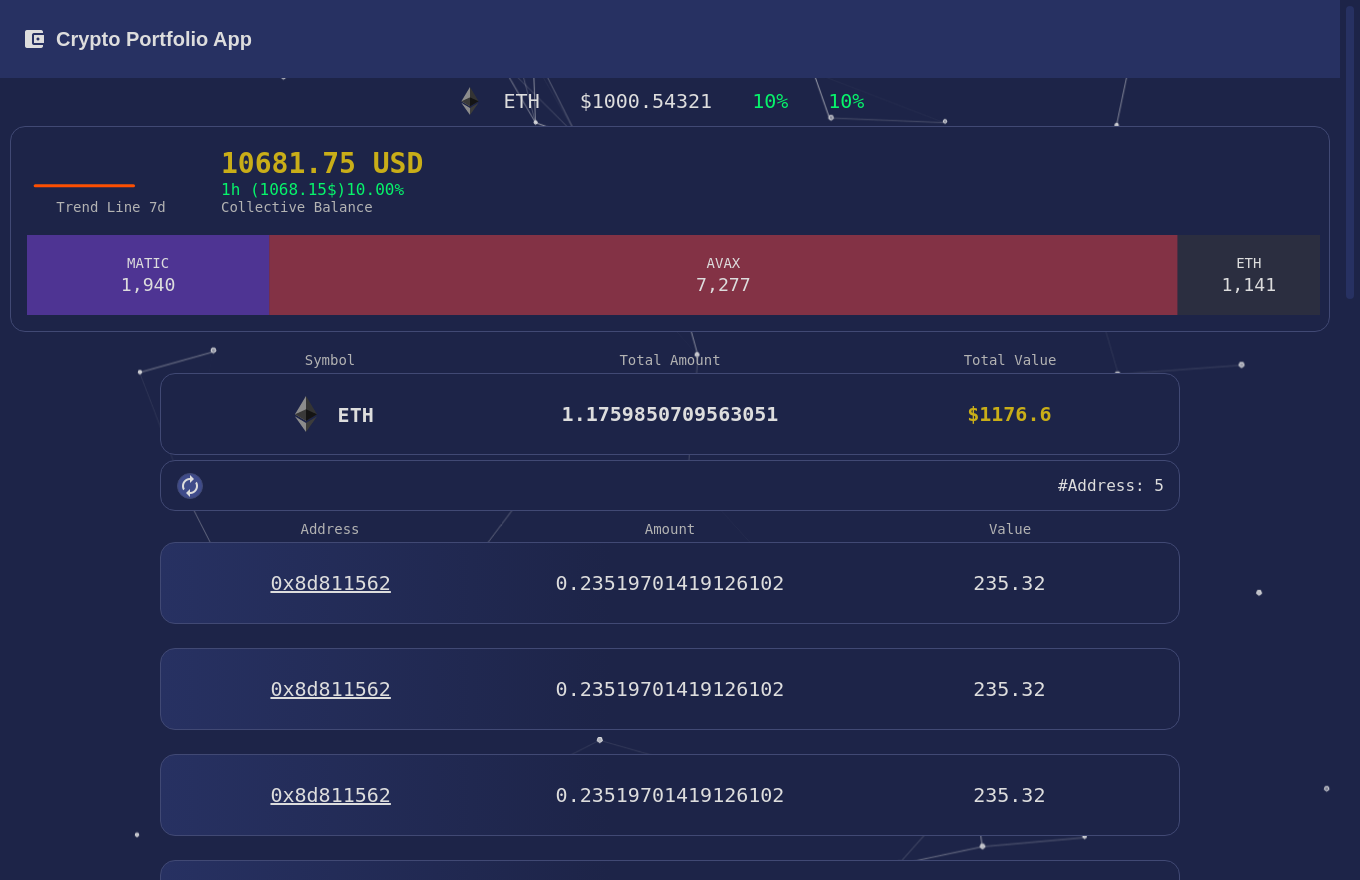 Crypto Portfolio App
ETH $1000.54321 10% 10%
10681.75 USD
1h (1068.15$)10.00%
Trend Line 7d Collective Balance
MATIC AVAX ETH
1,940 7,277 1,141
Symbol Total Amount Total Value
ETH 1.1759850709563051 $1176.6
#Address: 5
Address Amount Value
0x8d811562 0.23519701419126102 235.32
0x8d811562 0.23519701419126102 235.32
0x8d811562 0.23519701419126102 235.32